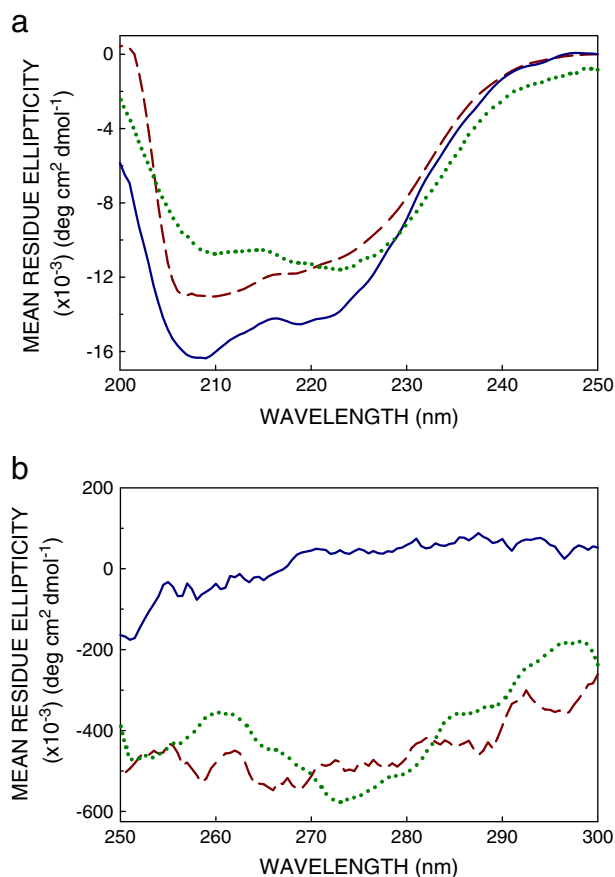 a
MEAN RESIDUE ELLIPTICITY
(x10⁻³) (deg cm² dmol⁻¹)
0
-4
-8
-12
-16
200 210 220 230 240 250
WAVELENGTH (nm)
b
MEAN RESIDUE ELLIPTICITY
(x10⁻³) (deg cm² dmol⁻¹)
200
0
-200
-400
-600
250 260 270 280 290 300
WAVELENGTH (nm)